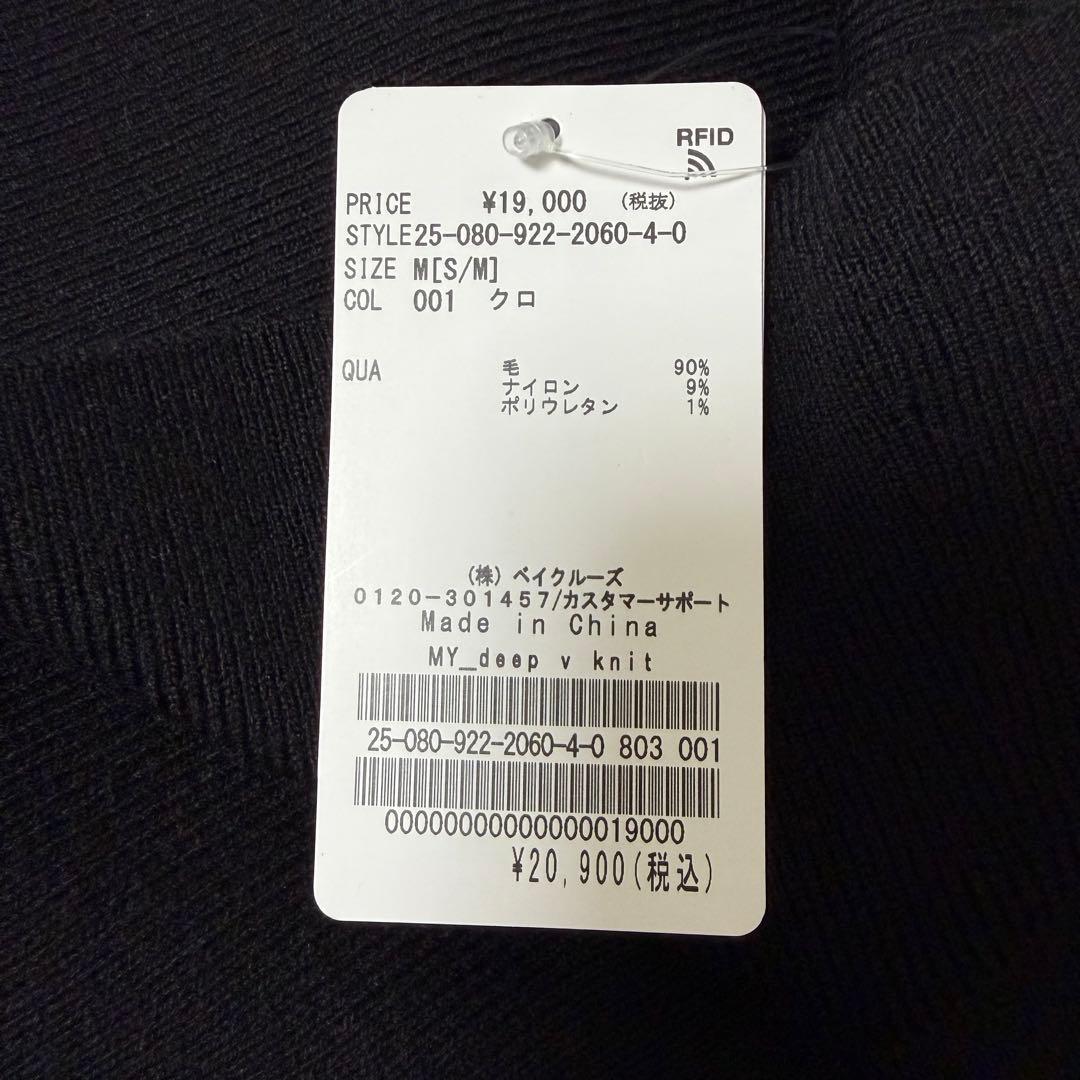 RFID
PRICE ¥19,000 (税抜)
STYLE25-080-922-2060-4-0
SIZE M[S/M]
COL 001 クロ
QUA 毛 90%
ナイロン 9%
ポリウレタン 1%
(株) ベイクルーズ
0120-301457/カスタマーサポート
Made in China
MY_deep v knit
25-080-922-2060-4-0 803 001
0000000000000019000
¥20,900(税込)